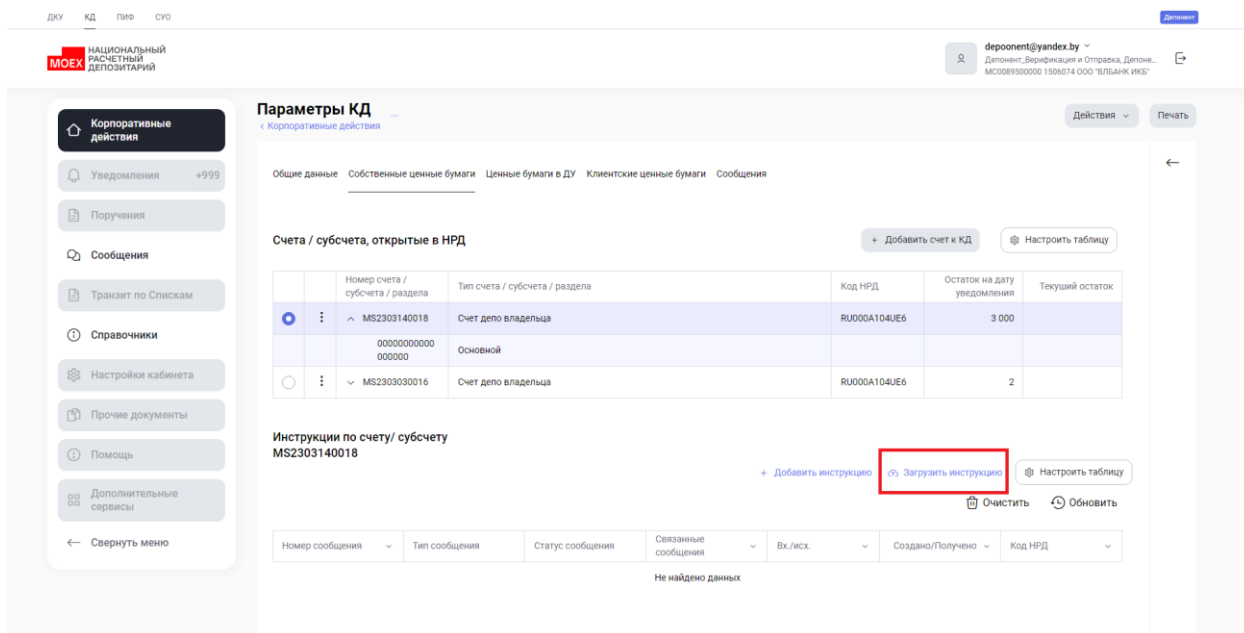 ДКУ КД ПИФ СУО Депонент
MOEX НАЦИОНАЛЬНЫЙ РАСЧЕТНЫЙ ДЕПОЗИТАРИЙ
depoonent@yandex.by
Депонент_Верификация и Отправка, Депоне...
MC0089500000 1506074 ООО "ВЛБАНК ИКБ"
Корпоративные действия
Уведомления +999
Поручения
Сообщения
Транзит по Спискам
Справочники
Настройки кабинета
Прочие документы
Помощь
Дополнительные сервисы
Свернуть меню
Параметры КД
Действия Печать
‹ Корпоративные действия
Общие данные Собственные ценные бумаги Ценные бумаги в ДУ Клиентские ценные бумаги Сообщения
Счета / субсчета, открытые в НРД + Добавить счет к КД Настроить таблицу
Номер счета / субсчета / раздела Тип счета / субсчета / раздела Код НРД Остаток на дату уведомления Текуший остаток
MS2303140018 Счет депо владельца RU000A104UE6 3 000
00000000000
000000 Основной
MS2303030016 Счет депо владельца RU000A104UE6 2
Инструкции по счету/ субсчету
MS2303140018
+ Добавить инструкцию Загрузить инструкцию Настроить таблицу
Очистить Обновить
Номер сообщения Тип сообщения Статус сообщения Связанные сообщения Вх./исх. Создано/Получено Код НРД
Не найдено данных